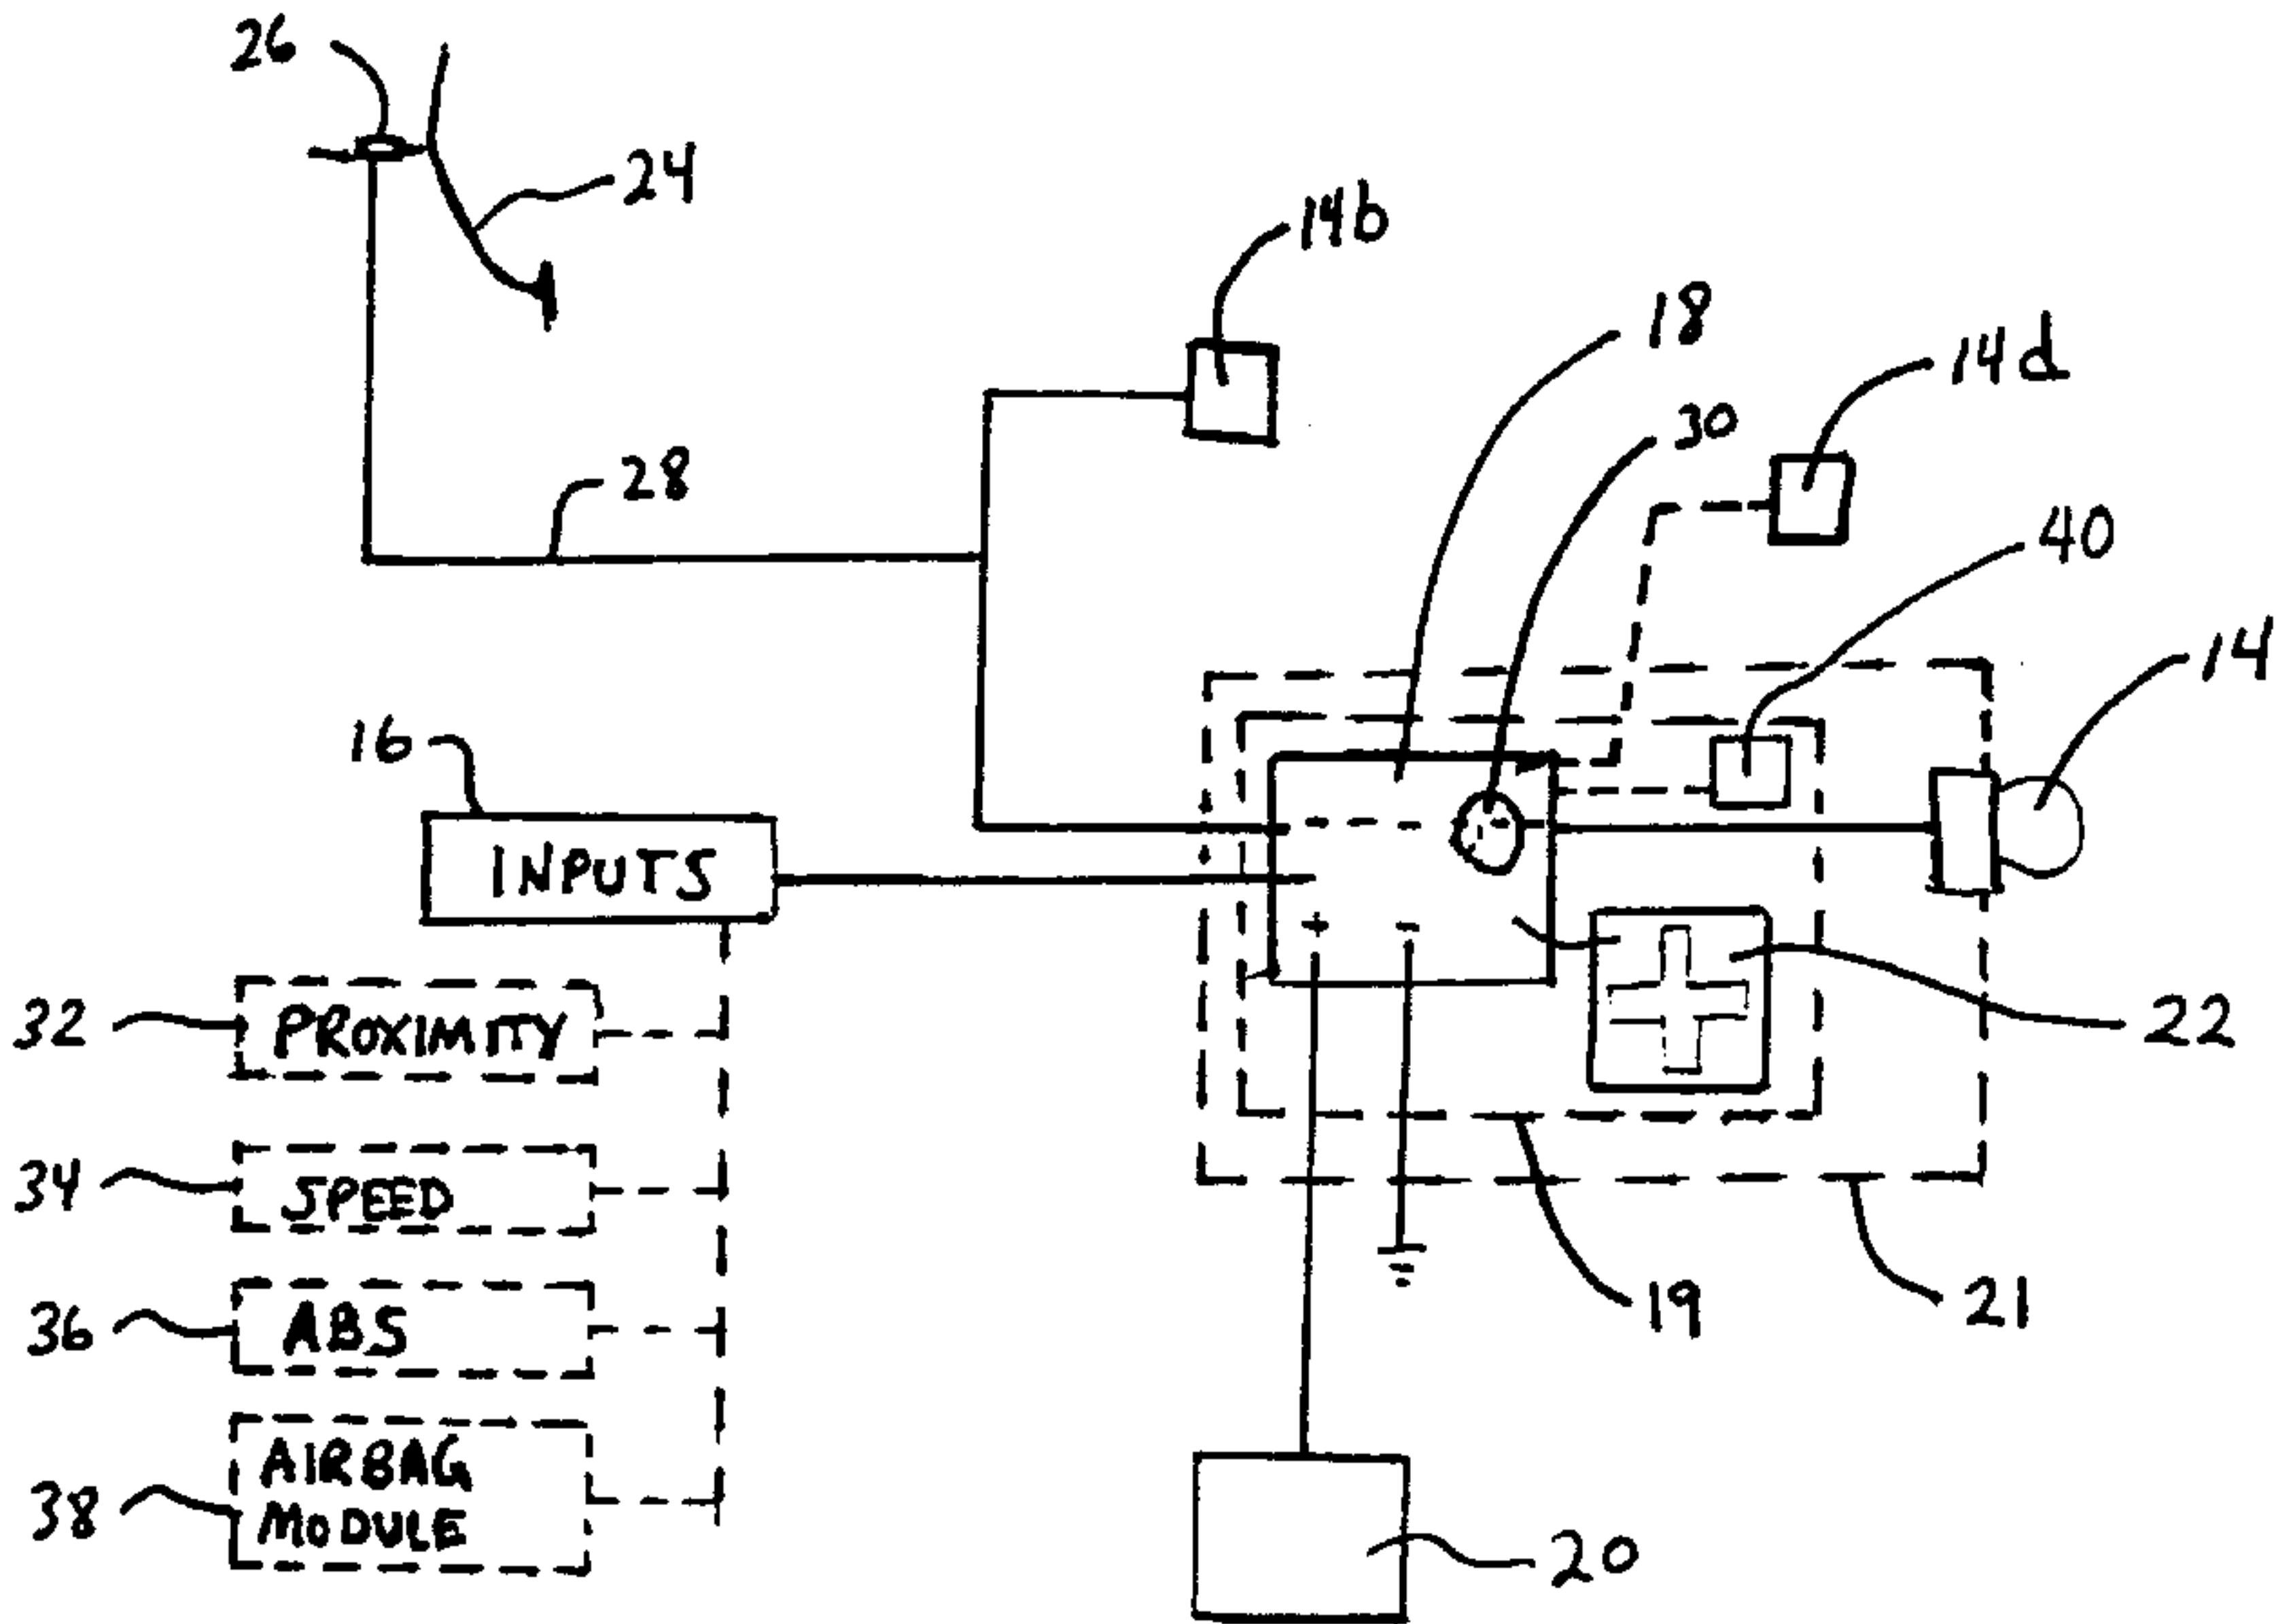 26
24
14b
18
14d
30
28
40
14
16
INPUTS
+ -
32 PROXIMITY
22
34 SPEED
19
21
36 ABS
38 AIRBAG
MODULE
20